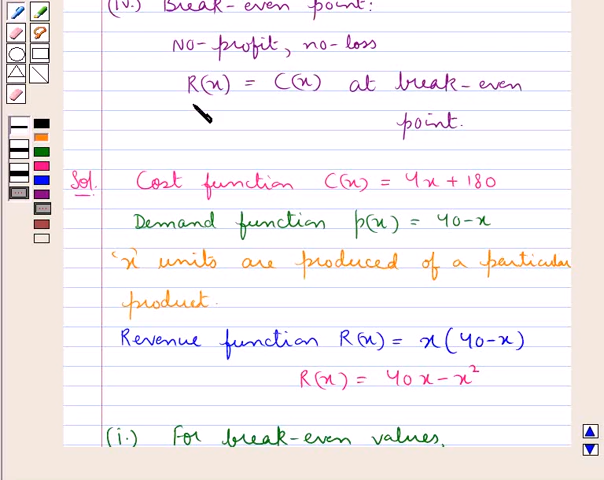 (iv.) Break-even point:
No-profit, no-loss
R(x) = C(x) at break-even
point.
Sol. Cost function C(x) = 4x + 180
Demand function p(x) = 40-x
'x' units are produced of a particular
product.
Revenue function R(x) = x(40-x)
R(x) = 40x - x²
(i.) For break-even values,